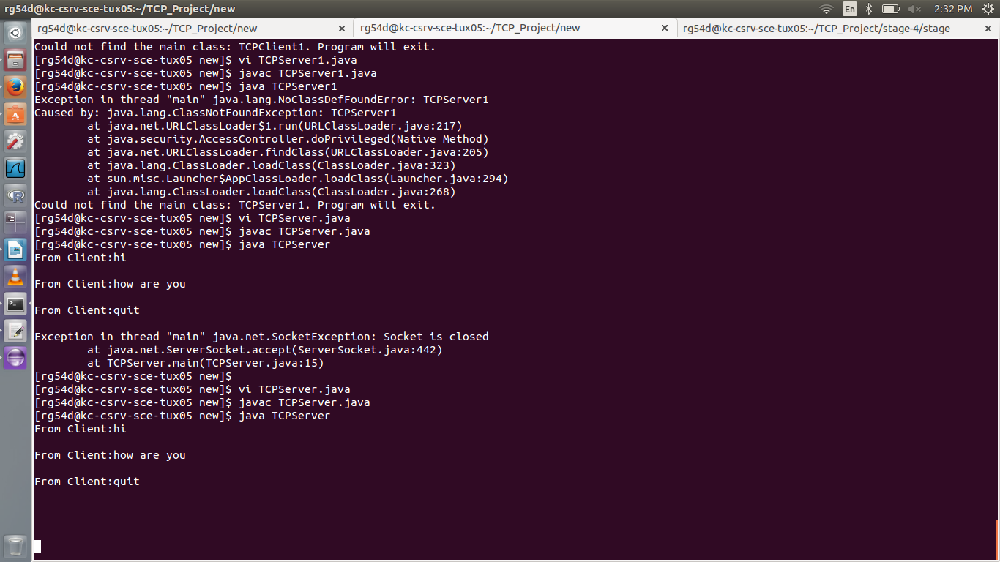 rg54d@kc-csrv-sce-tux05:~/TCP_Project/new
En
2:32 PM
rg54d@kc-csrv-sce-tux05:~/TCP_Project/new
rg54d@kc-csrv-sce-tux05:~/TCP_Project/new
rg54d@kc-csrv-sce-tux05:~/TCP_Project/stage-4/stage
Could not find the main class: TCPClient1. Program will exit.
[rg54d@kc-csrv-sce-tux05 new]$ vi TCPServer1.java
[rg54d@kc-csrv-sce-tux05 new]$ javac TCPServer1.java
[rg54d@kc-csrv-sce-tux05 new]$ java TCPServer1
Exception in thread "main" java.lang.NoClassDefFoundError: TCPServer1
Caused by: java.lang.ClassNotFoundException: TCPServer1
at java.net.URLClassLoader$1.run(URLClassLoader.java:217)
at java.security.AccessController.doPrivileged(Native Method)
at java.net.URLClassLoader.findClass(URLClassLoader.java:205)
at java.lang.ClassLoader.loadClass(ClassLoader.java:323)
at sun.misc.Launcher$AppClassLoader.loadClass(Launcher.java:294)
at java.lang.ClassLoader.loadClass(ClassLoader.java:268)
Could not find the main class: TCPServer1. Program will exit.
[rg54d@kc-csrv-sce-tux05 new]$ vi TCPServer.java
[rg54d@kc-csrv-sce-tux05 new]$ javac TCPServer.java
[rg54d@kc-csrv-sce-tux05 new]$ java TCPServer
From Client:hi
From Client:how are you
From Client:quit
Exception in thread "main" java.net.SocketException: Socket is closed
at java.net.ServerSocket.accept(ServerSocket.java:442)
at TCPServer.main(TCPServer.java:15)
[rg54d@kc-csrv-sce-tux05 new]$
[rg54d@kc-csrv-sce-tux05 new]$ vi TCPServer.java
[rg54d@kc-csrv-sce-tux05 new]$ javac TCPServer.java
[rg54d@kc-csrv-sce-tux05 new]$ java TCPServer
From Client:hi
From Client:how are you
From Client:quit